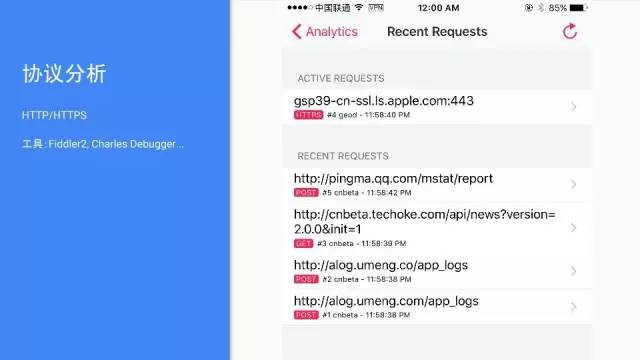 协议分析
HTTP/HTTPS
工具: Fiddler2, Charles Debugger...
中国联通 VPN 12:00 AM 85%
Analytics Recent Requests
ACTIVE REQUESTS
gsp39-cn-ssl.ls.apple.com:443
HTTPS #4 geod - 11:58:40 PM
RECENT REQUESTS
http://pingma.qq.com/mstat/report
POST #5 cnbeta - 11:58:42 PM
http://cnbeta.techoke.com/api/news?version=
2.0.0&init=1
GET #3 cnbeta - 11:58:39 PM
http://alog.umeng.co/app_logs
POST #2 cnbeta - 11:58:38 PM
http://alog.umeng.com/app_logs
POST #1 cnbeta - 11:58:38 PM